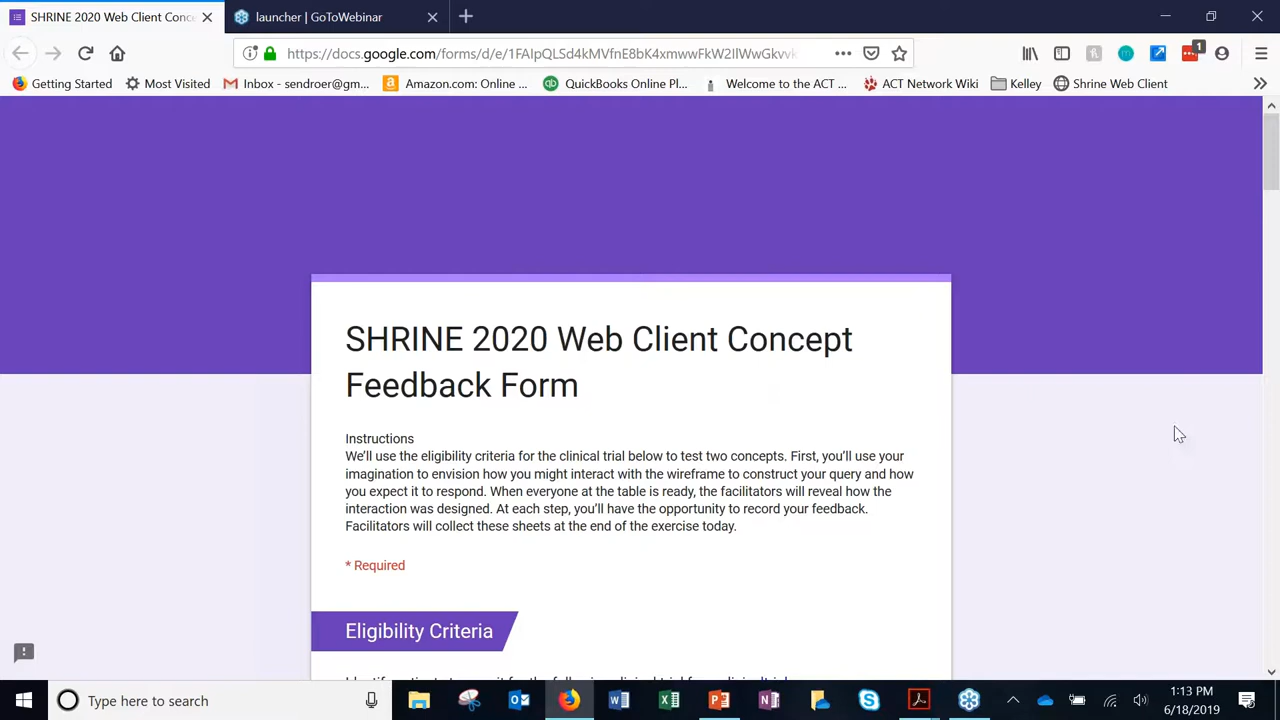 SHRINE 2020 Web Client Conce
launcher | GoToWebinar
https://docs.google.com/forms/d/e/1FAIpQLSd4kMVfnE8bK4xmwwFkW2IlWwGkvvk
1
Getting Started
Most Visited
Inbox - sendroer@gm...
Amazon.com: Online ...
QuickBooks Online Pl...
Welcome to the ACT ...
ACT Network Wiki
Kelley
Shrine Web Client
SHRINE 2020 Web Client Concept
Feedback Form
Instructions
We'll use the eligibility criteria for the clinical trial below to test two concepts. First, you'll use your
imagination to envision how you might interact with the wireframe to construct your query and how
you expect it to respond. When everyone at the table is ready, the facilitators will reveal how the
interaction was designed. At each step, you'll have the opportunity to record your feedback.
Facilitators will collect these sheets at the end of the exercise today.
* Required
Eligibility Criteria
Type here to search
1:13 PM
6/18/2019